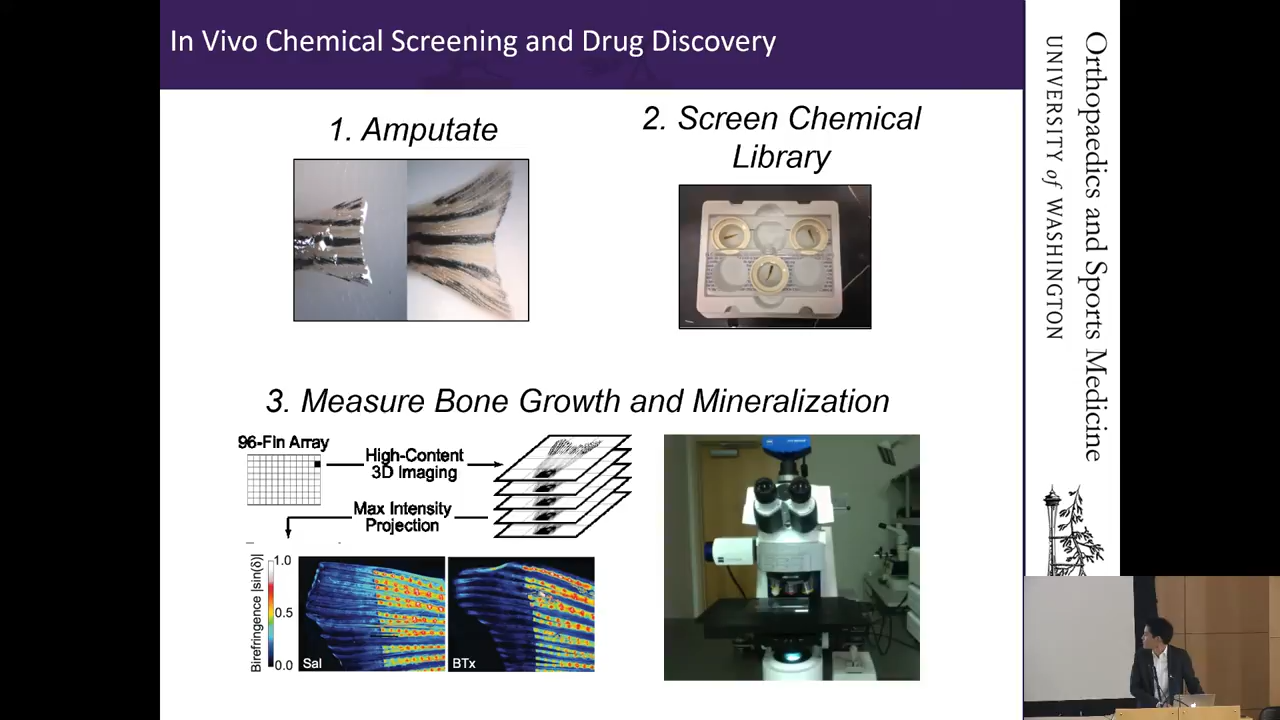 In Vivo Chemical Screening and Drug Discovery
1. Amputate
2. Screen Chemical
Library
3. Measure Bone Growth and Mineralization
96-Fin Array
High-Content
3D Imaging
Max Intensity
Projection
Birefringence |sin(δ)|
1.0
0.5
0.0
Sal
BTx
Orthopaedics and Sports Medicine
UNIVERSITY of WASHINGTON